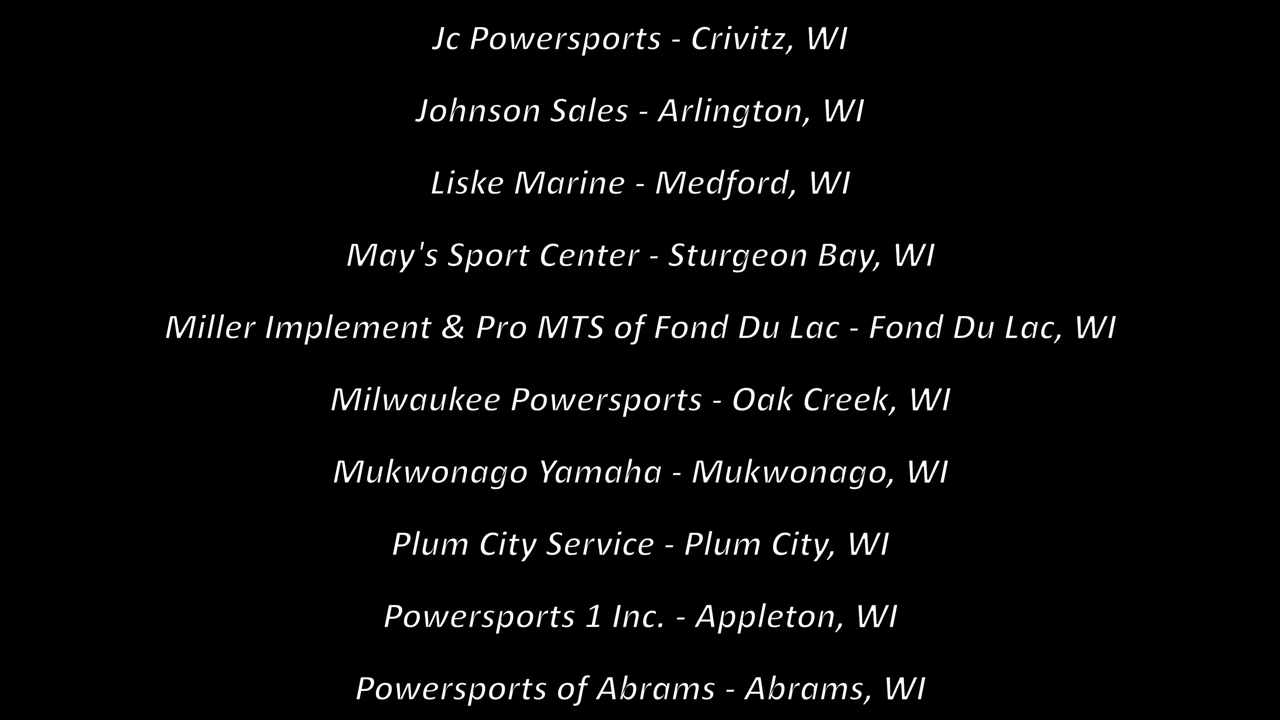 Jc Powersports - Crivitz, WI
Johnson Sales - Arlington, WI
Liske Marine - Medford, WI
May's Sport Center - Sturgeon Bay, WI
Miller Implement & Pro MTS of Fond Du Lac - Fond Du Lac, WI
Milwaukee Powersports - Oak Creek, WI
Mukwonago Yamaha - Mukwonago, WI
Plum City Service - Plum City, WI
Powersports 1 Inc. - Appleton, WI
Powersports of Abrams - Abrams, WI